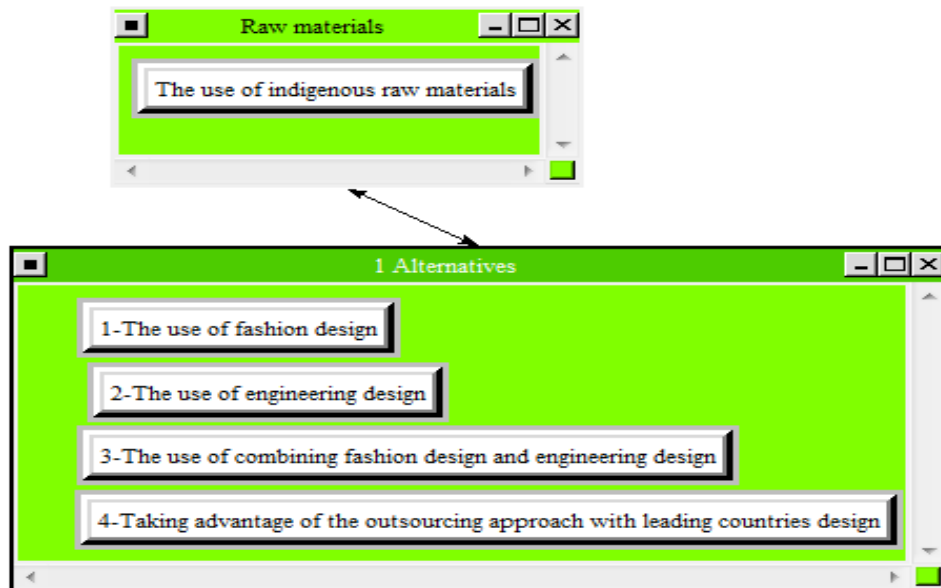 Raw materials
The use of indigenous raw materials
1 Alternatives
1-The use of fashion design
2-The use of engineering design
3-The use of combining fashion design and engineering design
4-Taking advantage of the outsourcing approach with leading countries design